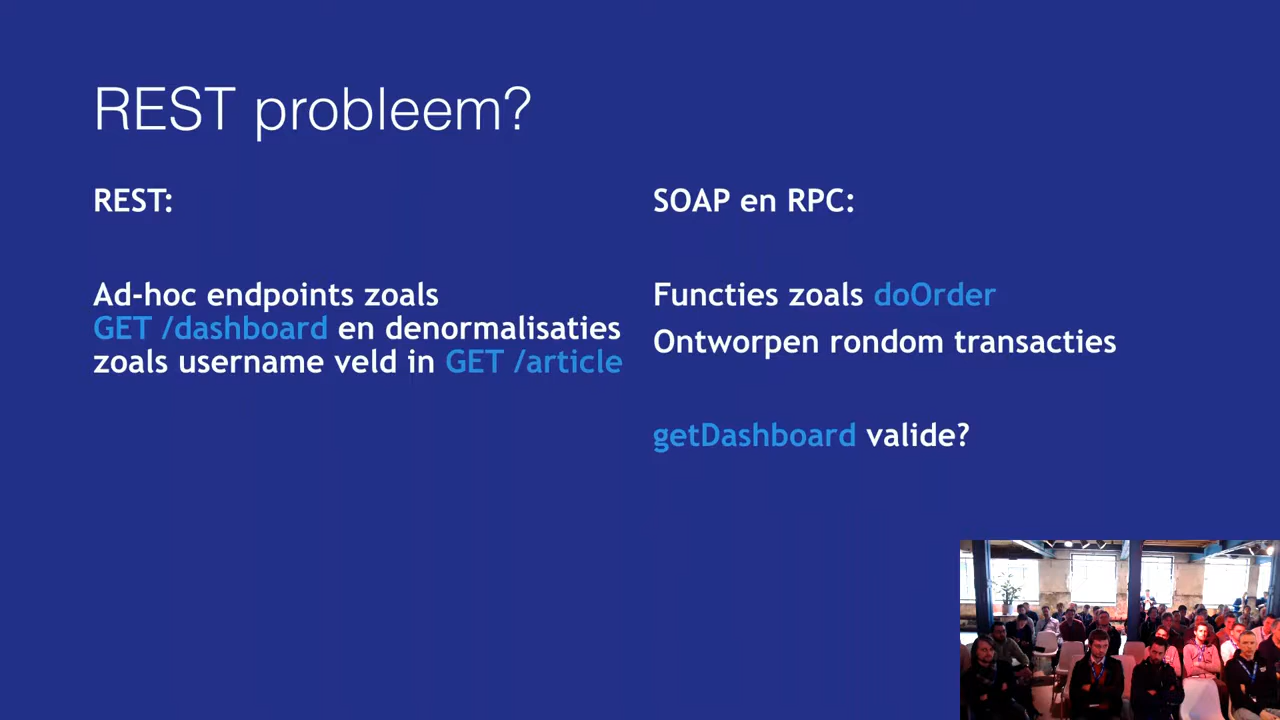 REST probleem?
REST:
Ad-hoc endpoints zoals
GET /dashboard en denormalisaties
zoals username veld in GET /article
SOAP en RPC:
Functies zoals doOrder
Ontworpen rondom transacties
getDashboard valide?